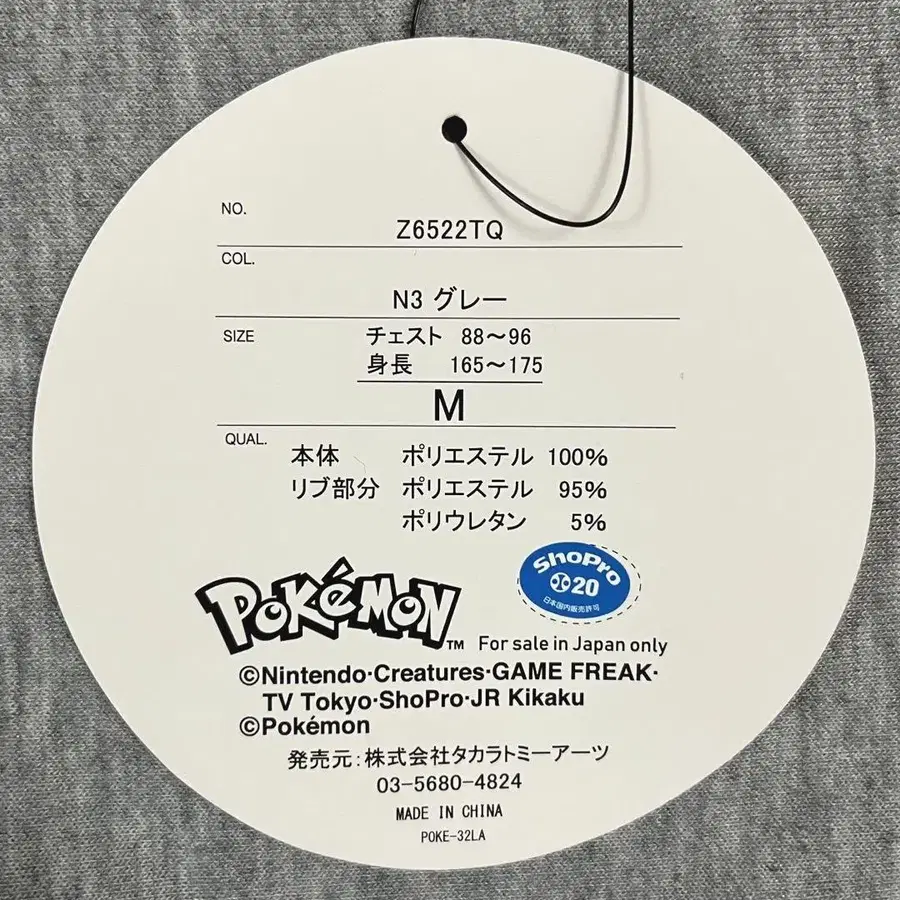 NO.
Z6522TQ
COL.
N3 グレー
SIZE
チェスト 88～96
身長 165～175
M
QUAL.
本体 ポリエステル 100%
リブ部分 ポリエステル 95%
ポリウレタン 5%
ShoPro
20
日本国内販売許可
POKéMON™ For sale in Japan only
©Nintendo·Creatures·GAME FREAK·
TV Tokyo·ShoPro·JR Kikaku
©Pokémon
発売元：株式会社タカラトミーアーツ
03-5680-4824
MADE IN CHINA
POKE-32LA